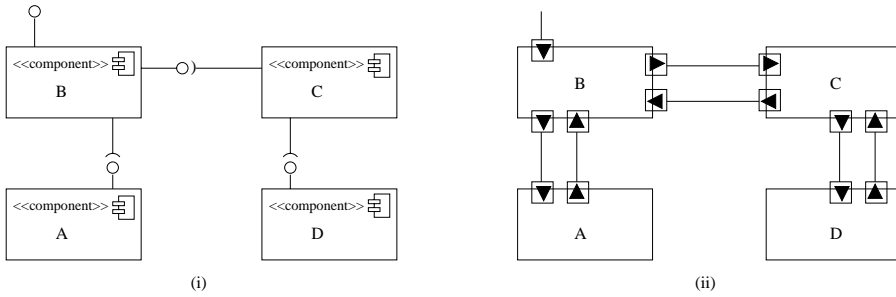 <<component>>
B
<<component>>
C
<<component>>
A
<<component>>
D
(i)
B
C
A
D
(ii)